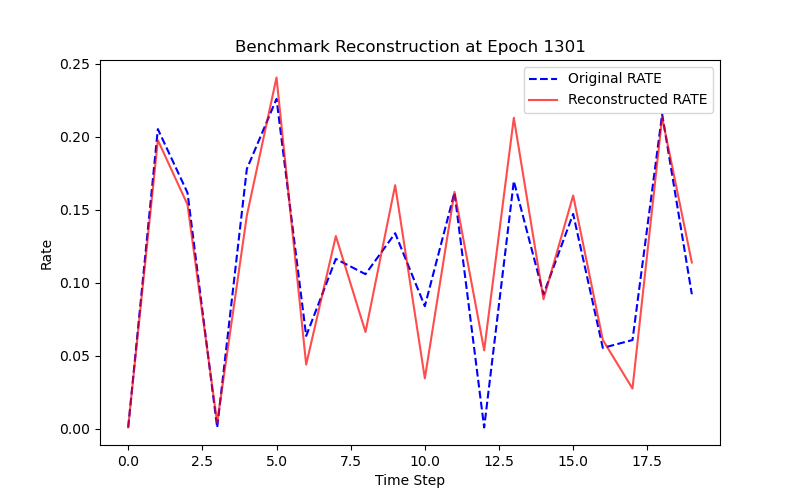 Benchmark Reconstruction at Epoch 1301
Original RATE
Reconstructed RATE
0.25
0.20
0.15
0.10
0.05
0.00
Rate
0.0 2.5 5.0 7.5 10.0 12.5 15.0 17.5
Time Step